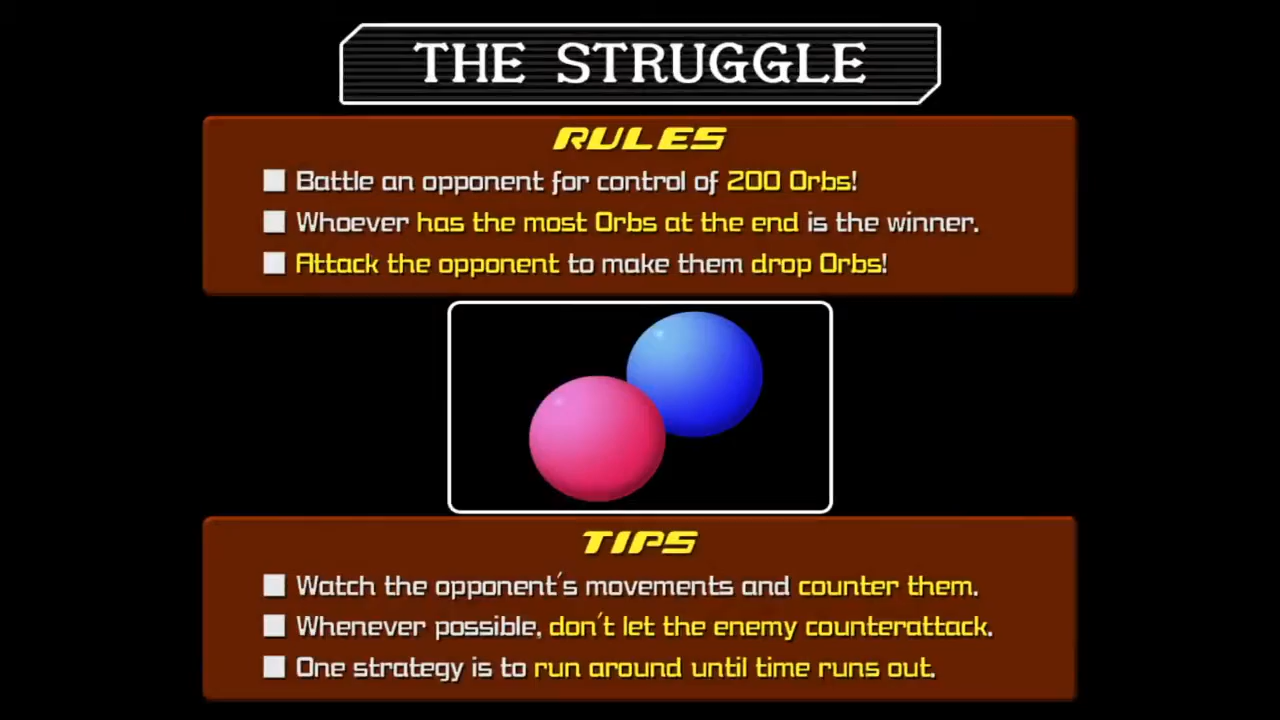 THE STRUGGLE
RULES
Battle an opponent for control of 200 Orbs!
Whoever has the most Orbs at the end is the winner.
Attack the opponent to make them drop Orbs!
TIPS
Watch the opponent's movements and counter them.
Whenever possible, don't let the enemy counterattack.
One strategy is to run around until time runs out.